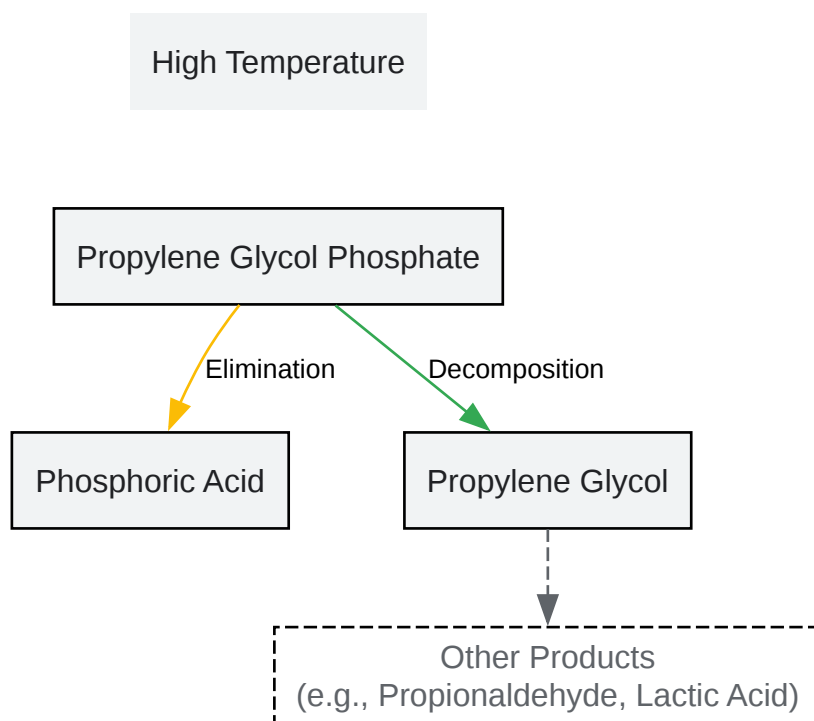 High Temperature
Propylene Glycol Phosphate
Elimination
Decomposition
Phosphoric Acid
Propylene Glycol
Other Products
(e.g., Propionaldehyde, Lactic Acid)